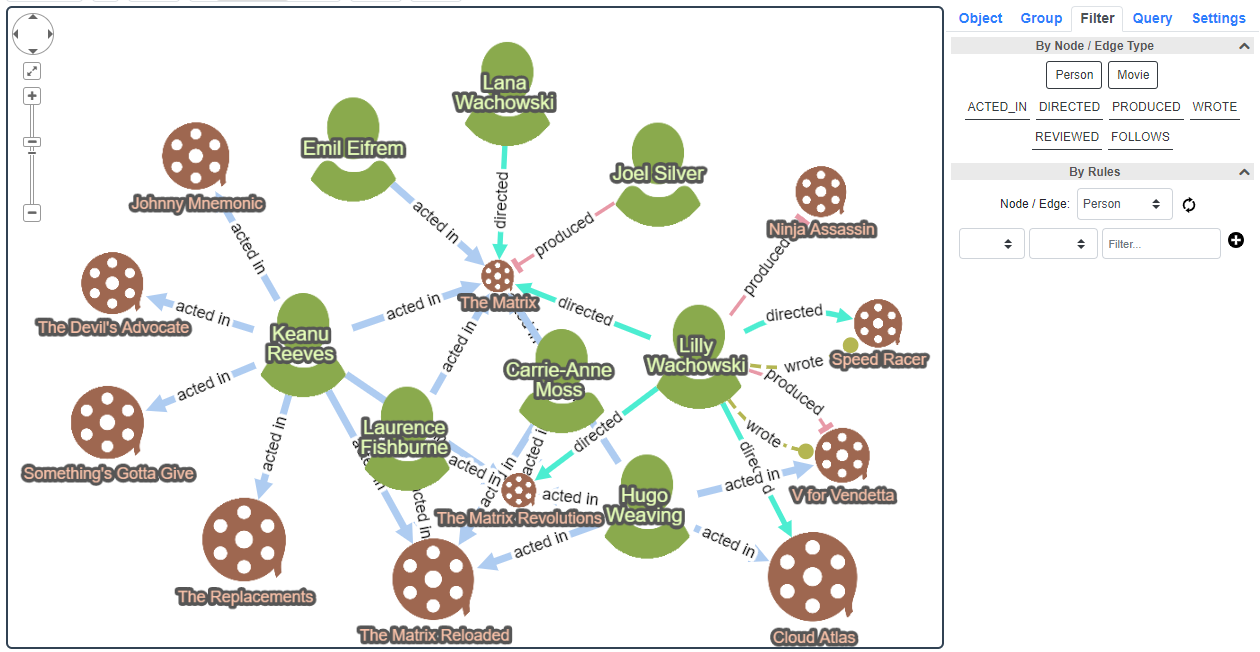 Object Group Filter Query Settings
By Node / Edge Type
Person Movie
ACTED_IN DIRECTED PRODUCED WROTE
REVIEWED FOLLOWS
By Rules
Node / Edge: Person
Filter...
Lana
Wachowski
Emil Eifrem
Joel Silver
Johnny Mnemonic
Ninja Assassin
acted in
directed
produced
acted in
produced
The Matrix
The Devil's Advocate
acted in
acted in
directed
directed
Keanu
Reeves
Lilly
Wachowski
Speed Racer
wrote
acted in
Carrie-Anne
Moss
produced
acted in
Laurence
Fishburne
directed
wrote
acted in
Something's Gotta Give
acted in
acted in
The Matrix Revolutions
acted in
Hugo
Weaving
acted in
V for Vendetta
acted in
acted in
The Replacements
The Matrix Reloaded
Cloud Atlas